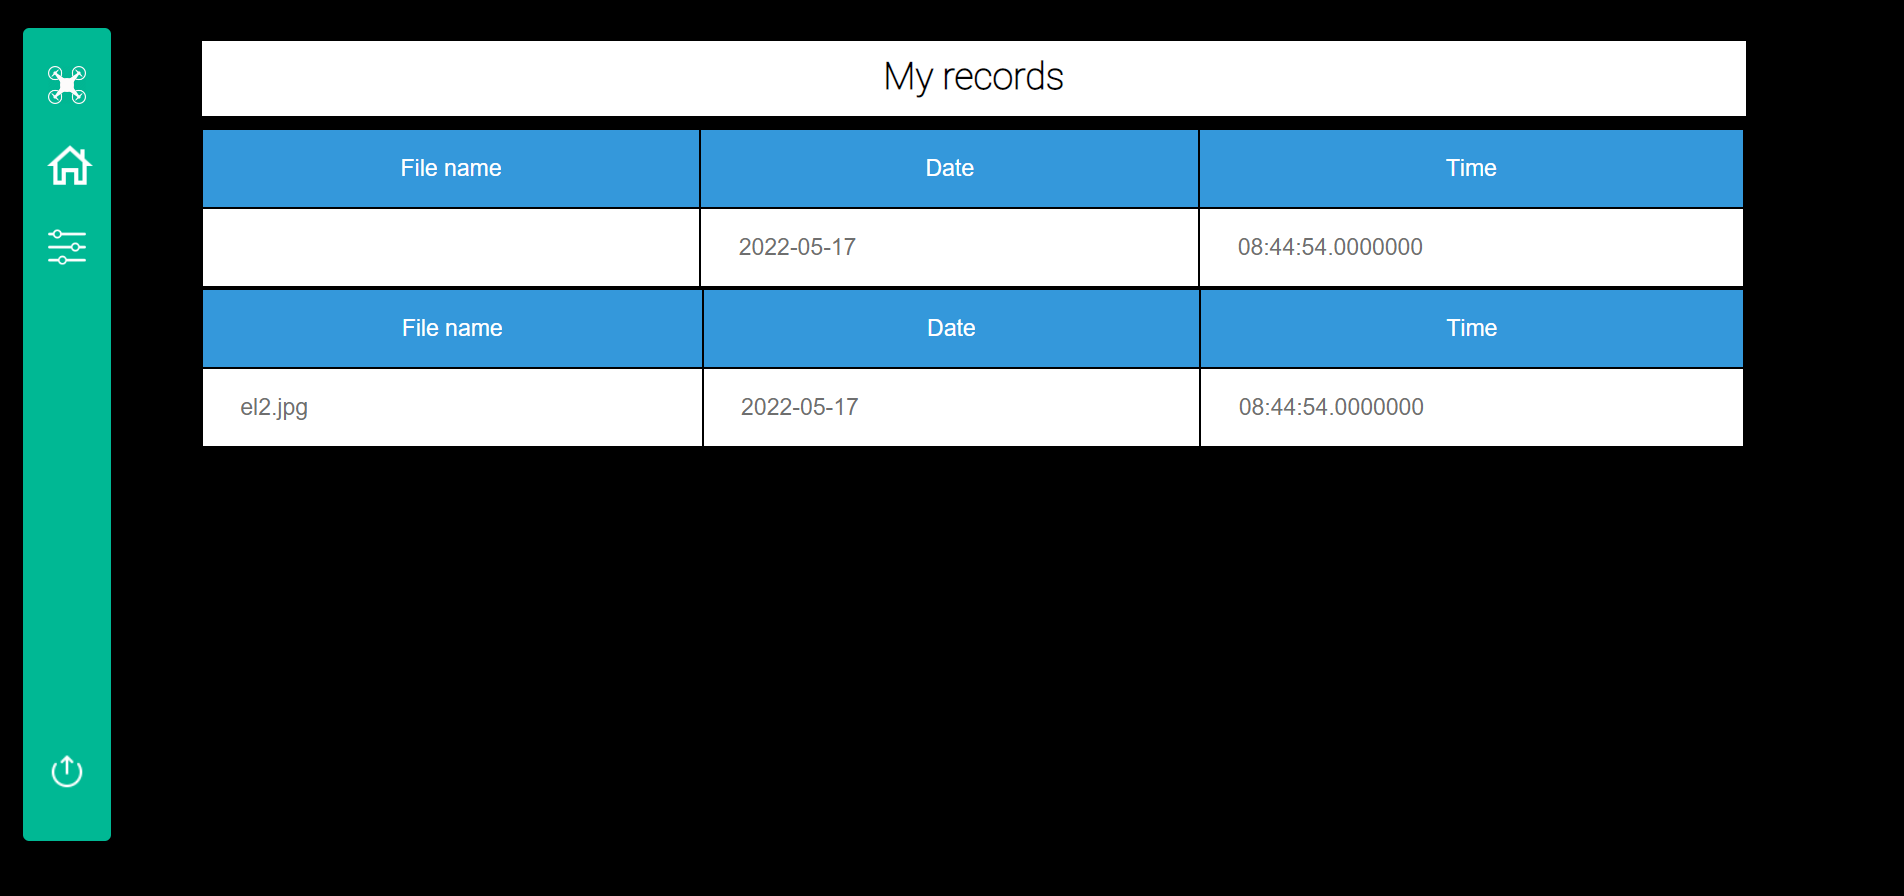 My records
File name Date Time
2022-05-17 08:44:54.0000000
File name Date Time
el2.jpg 2022-05-17 08:44:54.0000000